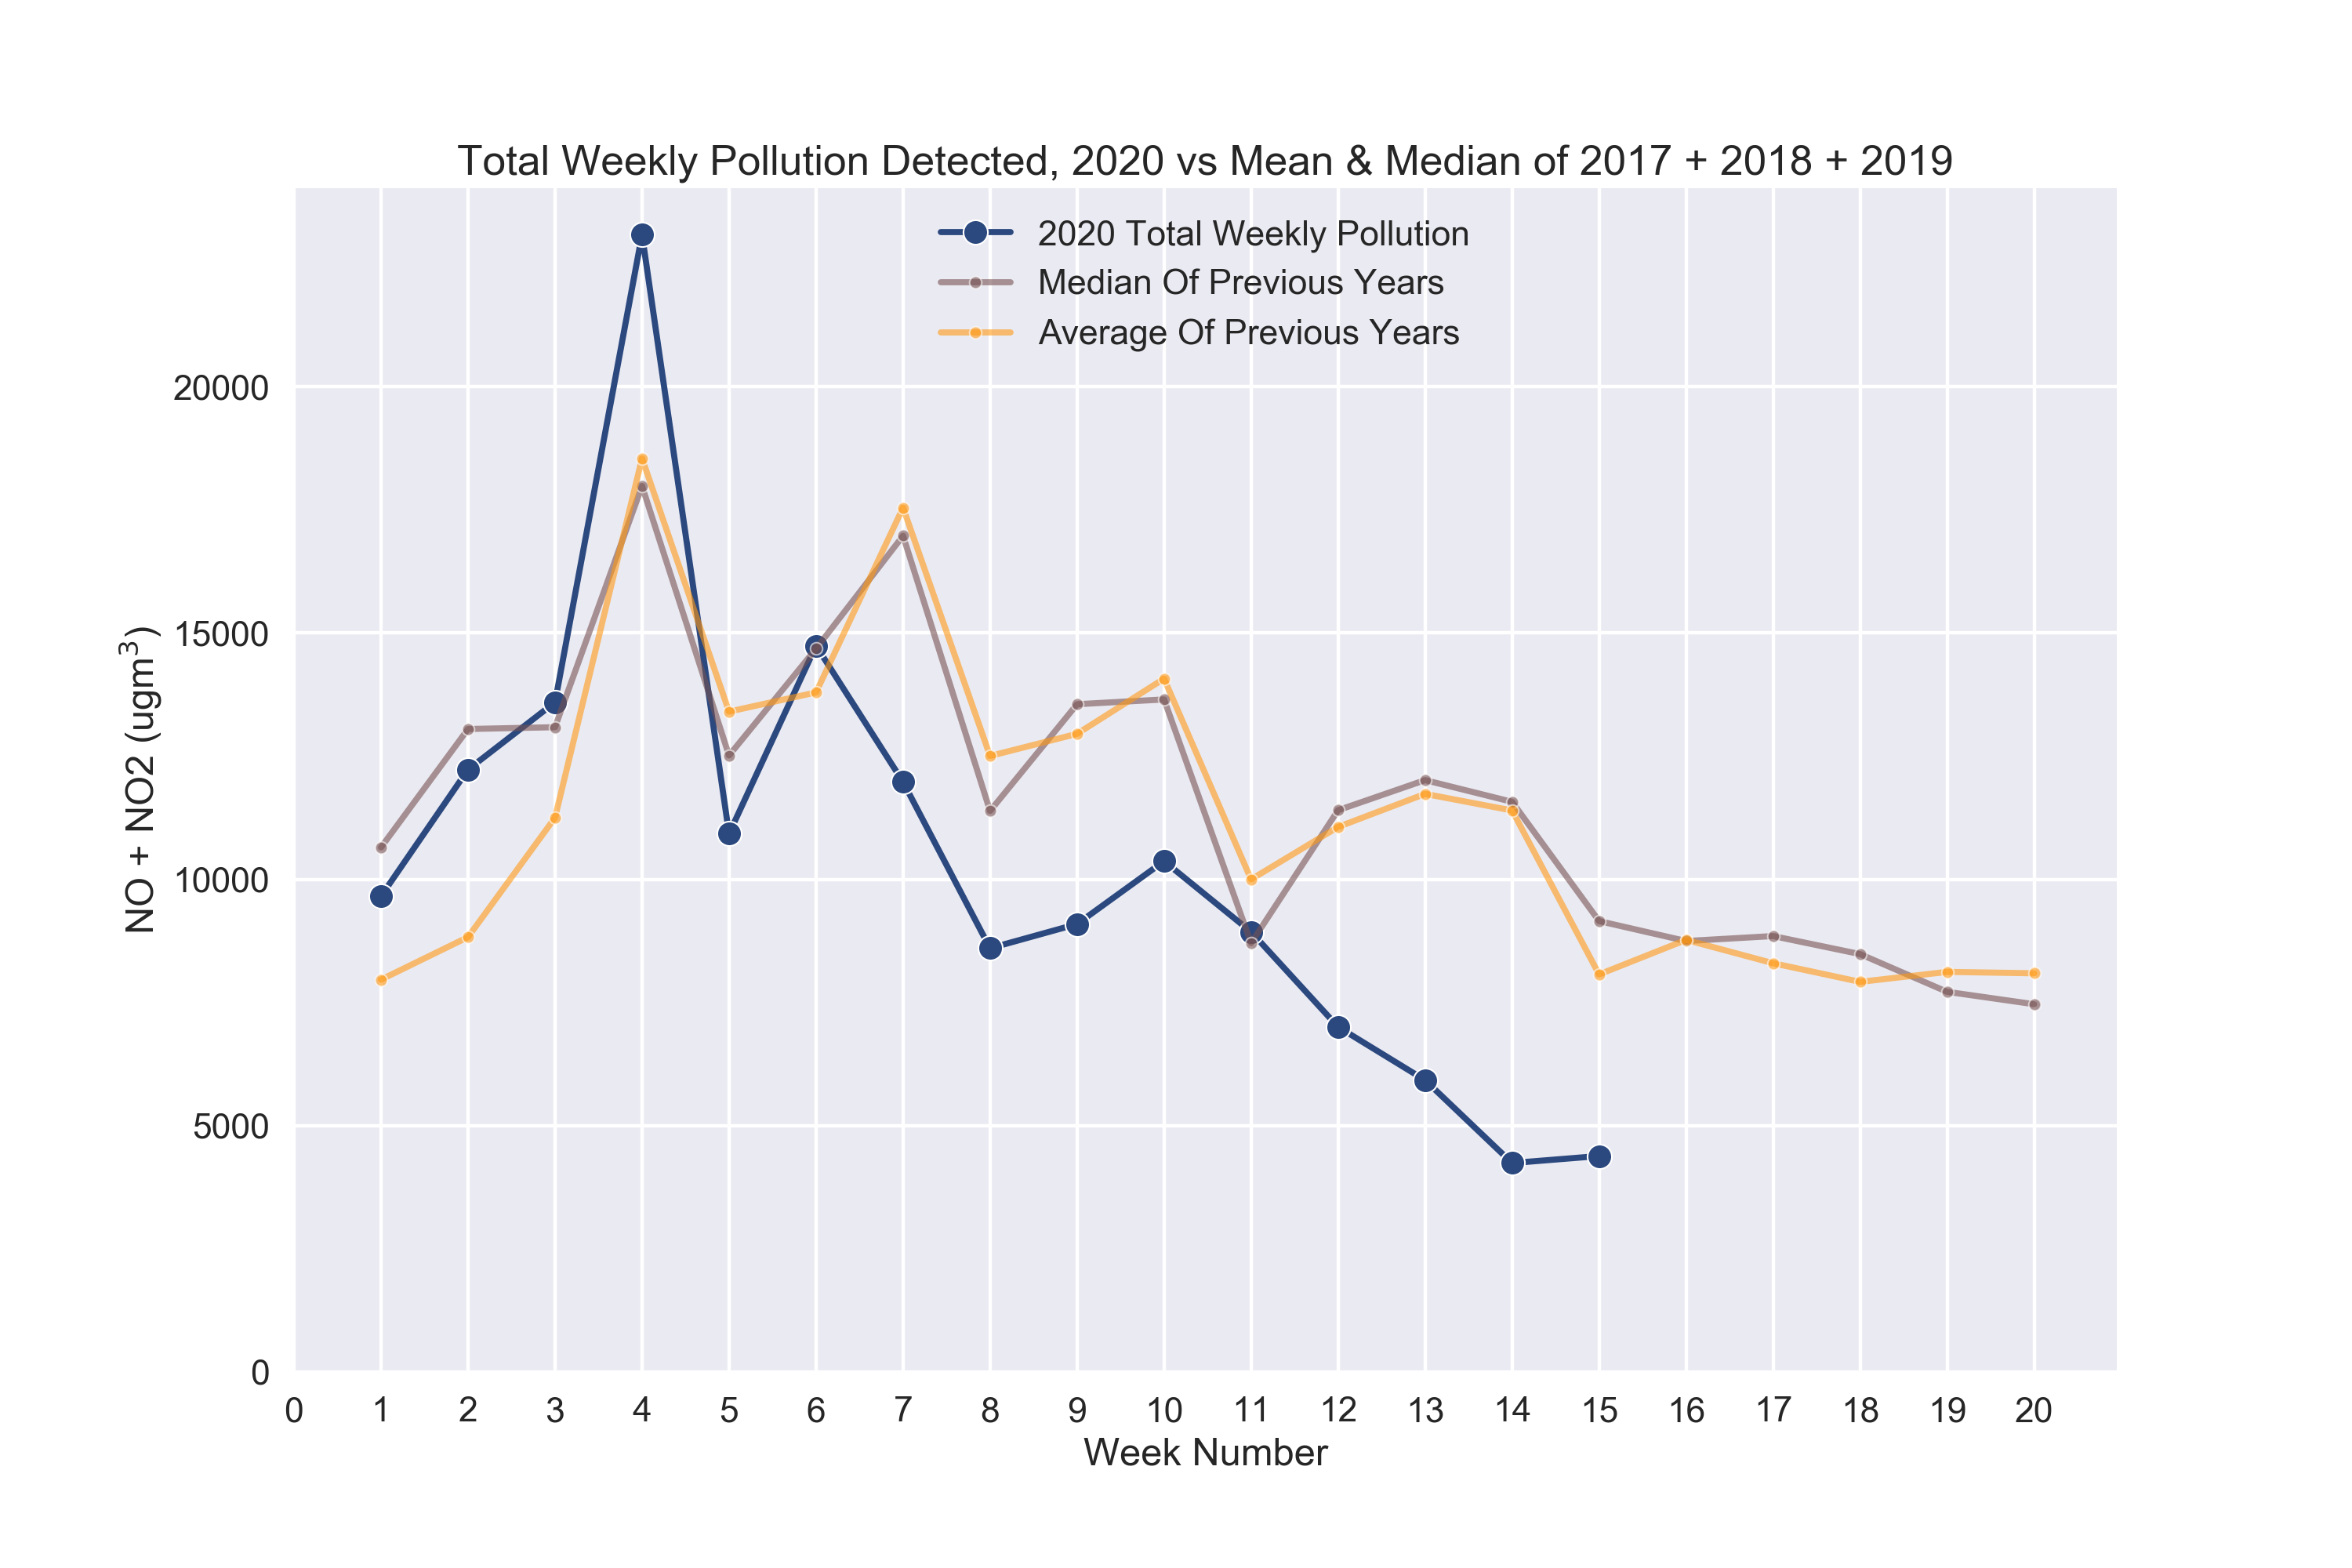 Total Weekly Pollution Detected, 2020 vs Mean & Median of 2017 + 2018 + 2019
2020 Total Weekly Pollution
Median Of Previous Years
Average Of Previous Years
NO + NO2 (ugm³)
20000
15000
10000
5000
0
0 1 2 3 4 5 6 7 8 9 10 11 12 13 14 15 16 17 18 19 20
Week Number